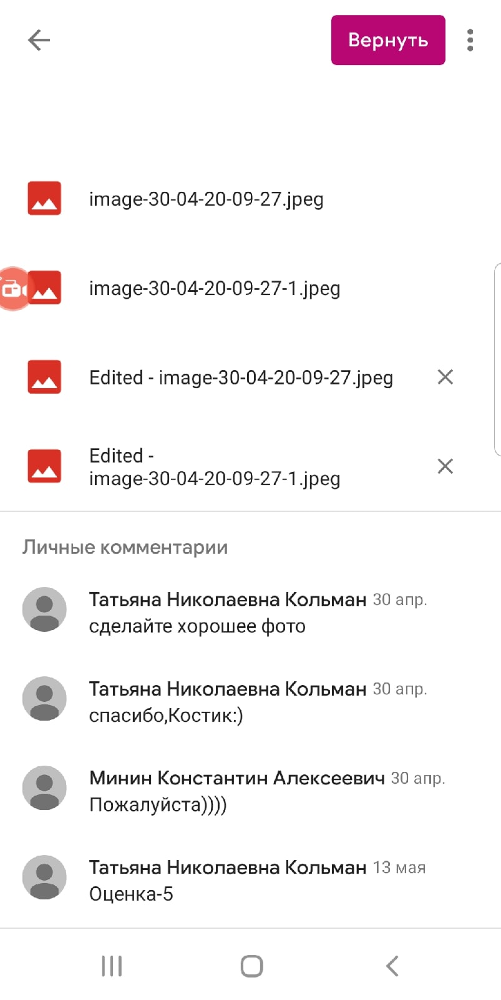 Вернуть
image-30-04-20-09-27.jpeg
image-30-04-20-09-27-1.jpeg
Edited - image-30-04-20-09-27.jpeg
Edited -
image-30-04-20-09-27-1.jpeg
Личные комментарии
Татьяна Николаевна Кольман 30 апр.
сделайте хорошее фото
Татьяна Николаевна Кольман 30 апр.
спасибо,Костик:)
Минин Константин Алексеевич 30 апр.
Пожалуйста))))
Татьяна Николаевна Кольман 13 мая
Оценка-5